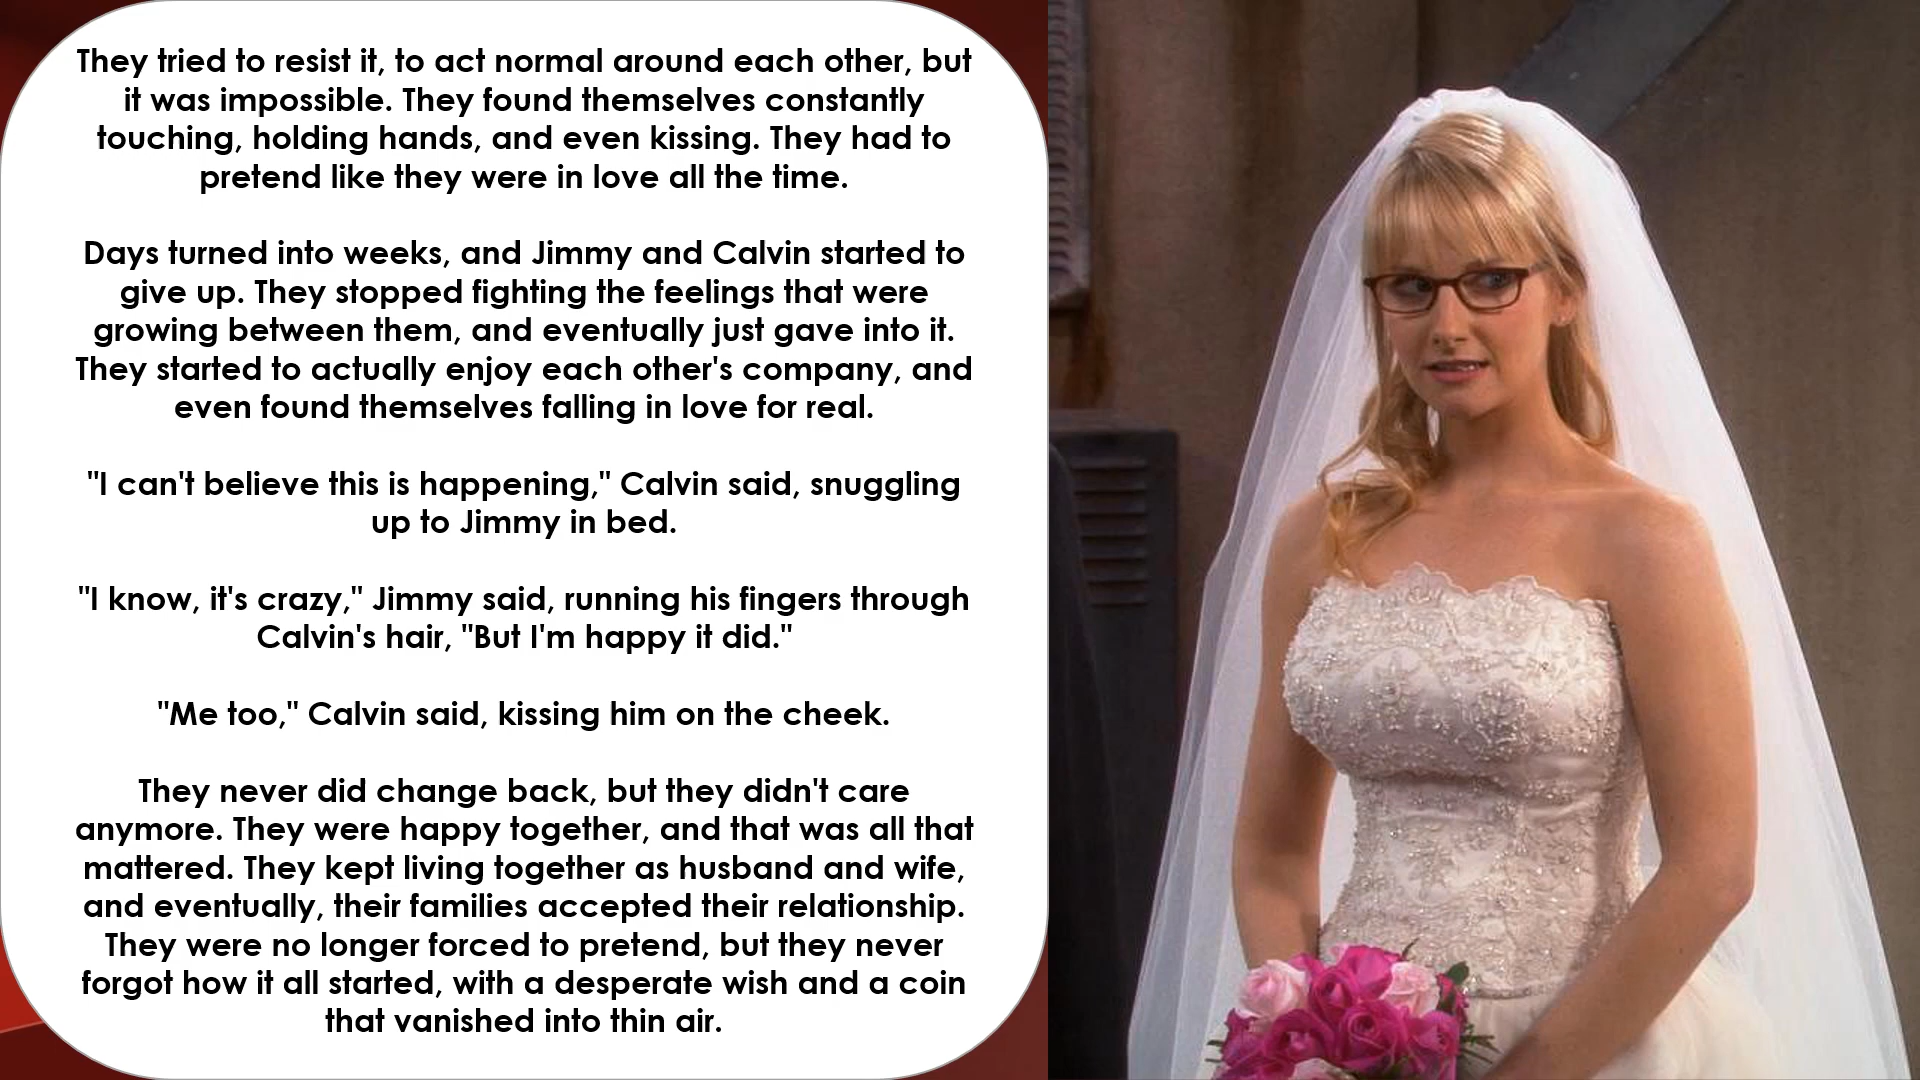 They tried to resist it, to act normal around each other, but
it was impossible. They found themselves constantly
touching, holding hands, and even kissing. They had to
pretend like they were in love all the time.
Days turned into weeks, and Jimmy and Calvin started to
give up. They stopped fighting the feelings that were
growing between them, and eventually just gave into it.
They started to actually enjoy each other's company, and
even found themselves falling in love for real.
"I can't believe this is happening," Calvin said, snuggling
up to Jimmy in bed.
"I know, it's crazy," Jimmy said, running his fingers through
Calvin's hair, "But I'm happy it did."
"Me too," Calvin said, kissing him on the cheek.
They never did change back, but they didn't care
anymore. They were happy together, and that was all that
mattered. They kept living together as husband and wife,
and eventually, their families accepted their relationship.
They were no longer forced to pretend, but they never
forgot how it all started, with a desperate wish and a coin
that vanished into thin air.